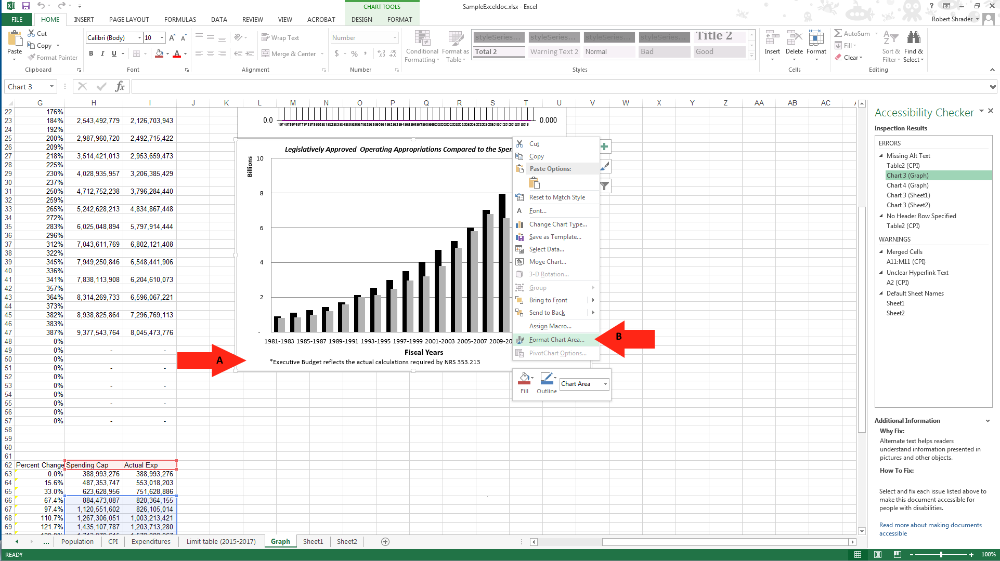 CHART TOOLS
SampleExceldoc.xlsx - Excel
?
FILE HOME INSERT PAGE LAYOUT FORMULAS DATA REVIEW VIEW ACROBAT DESIGN FORMAT
Robert Shrader
Paste
Cut
Copy
Format Painter
Clipboard
Calibri (Body) 10 A A
B I U A
Font
Wrap Text
Merge & Center
Alignment
Number
$ % ,
Number
Conditional Formatting
Format as Table
styleSeries... styleSeries... styleSeries... styleSeries... Title 2
Total 2 Warning Text 2 Normal Bad Good
Styles
Insert Delete Format
Cells
AutoSum
Fill
Clear
Sort & Filter
Find & Select
Editing
Chart 3
fx
G H I J K L M N O P Q R S T U V W X Y Z AA AB AC
22 176%
23 184% 2,543,492,779 2,126,703,943
24 192%
25 200% 2,987,960,720 2,492,715,422
26 209%
27 218% 3,514,421,013 2,953,659,473
28 225%
29 230% 4,028,935,957 3,206,385,429
30 237%
31 250% 4,712,752,238 3,796,284,440
32 259%
33 265% 5,242,628,213 4,834,867,448
34 272%
35 283% 6,025,048,894 5,797,914,444
36 296%
37 312% 7,043,611,769 6,802,121,408
38 322%
39 345% 7,949,250,846 6,548,441,906
40 336%
41 341% 7,838,113,908 6,204,610,073
42 357%
43 364% 8,314,269,733 6,596,067,221
44 373%
45 382% 8,938,825,864 7,296,769,113
46 383%
47 387% 9,377,543,764 8,045,473,776
48 0%
49 0% - -
50 0%
51 0% - -
52 0%
53 0% - -
54 0%
55 0% - -
56 0%
57 0% - -
58
59
60
61
62 Percent Change Spending Cap Actual Exp
63 0.0% 388,993,276 388,993,276
64 15.6% 487,353,747 553,018,203
65 33.0% 623,628,956 751,628,886
66 67.4% 884,473,087 820,364,155
67 97.4% 1,120,551,602 826,105,014
68 110.7% 1,267,306,051 1,003,213,421
69 121.7% 1,435,107,787 1,203,713,280
0.0 0.000
Legislatively Approved Operating Appropriations Compared to the Spen
Billions
10
8
6
4
2
-
1981-1983 1985-1987 1989-1991 1993-1995 1997-1999 2001-2003 2005-2007 2009-20
Fiscal Years
*Executive Budget reflects the actual calculations required by NRS 353.213
A
B
Cut
Copy
Paste Options:
Reset to Match Style
A Font...
Change Chart Type...
Save as Template...
Select Data...
Move Chart...
3-D Rotation...
Group
Bring to Front
Send to Back
Assign Macro...
Format Chart Area...
PivotChart Options...
Fill Outline Chart Area
Accessibility Checker
Inspection Results
ERRORS
Missing Alt Text
Table2 (CPI)
Chart 3 (Graph)
Chart 4 (Graph)
Chart 3 (Sheet1)
Chart 3 (Sheet2)
No Header Row Specified
Table2 (CPI)
WARNINGS
Merged Cells
A11:M11 (CPI)
Unclear Hyperlink Text
A2 (CPI)
Default Sheet Names
Sheet1
Sheet2
Additional Information
Why Fix:
Alternate text helps readers
understand information presented in
pictures and other objects.
How To Fix:
Select and fix each issue listed above to
make this document accessible for
people with disabilities.
Read more about making documents
accessible
... Population CPI Expenditures Limit table (2015-2017) Graph Sheet1 Sheet2
READY
100%